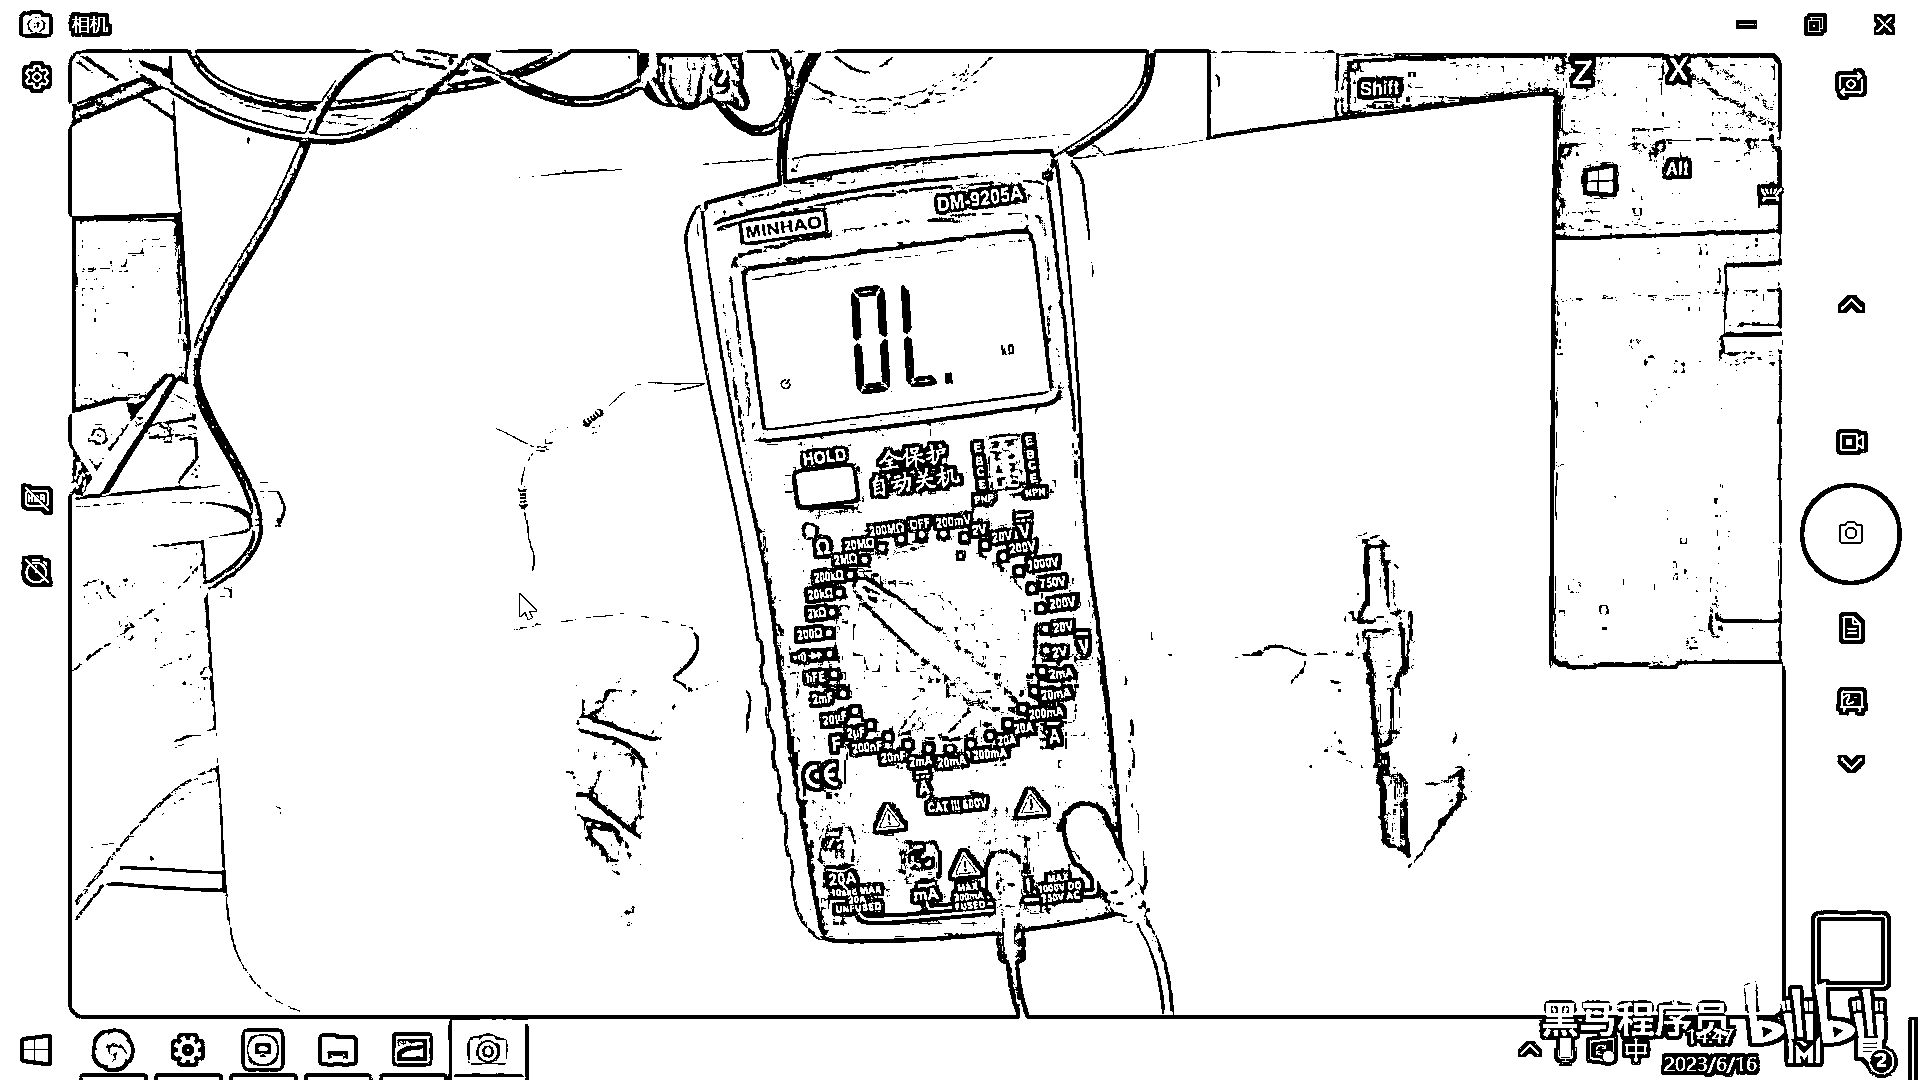 相机
Shift
Z
X
Alt
DM-9205A
MINHAO
0L.
kΩ
HOLD
全保护
自动关机
E
B
C
E
E
B
C
E
PNP
NPN
Ω
200MΩ
OFF
200mV
20MΩ
2V
20V
V
2MΩ
200V
200kΩ
1000V
20kΩ
750V
2kΩ
200V
200Ω
20V
V
2V
hFE
2mA
2mF
20mA
20μF
200mA
2μF
20A
A
F
200nF
20A
20nF
2mA
20mA
200mA
CE
A
CAT III 600V
20A
mA
MAX
200mA
FUSED
MAX
1000V DC
750V AC
UNFUSED
黑马程序员
bilibili
中
14:47
2023/6/16
2